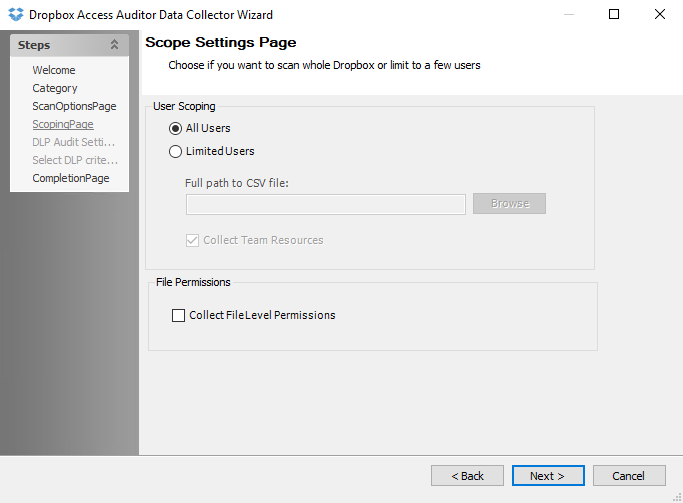 Dropbox Access Auditor Data Collector Wizard
Steps
Welcome
Category
ScanOptionsPage
ScopingPage
DLP Audit Setti...
Select DLP crite...
CompletionPage
Scope Settings Page
Choose if you want to scan whole Dropbox or limit to a few users
User Scoping
All Users
Limited Users
Full path to CSV file:
Browse
Collect Team Resources
File Permissions
Collect File Level Permissions
< Back Next > Cancel